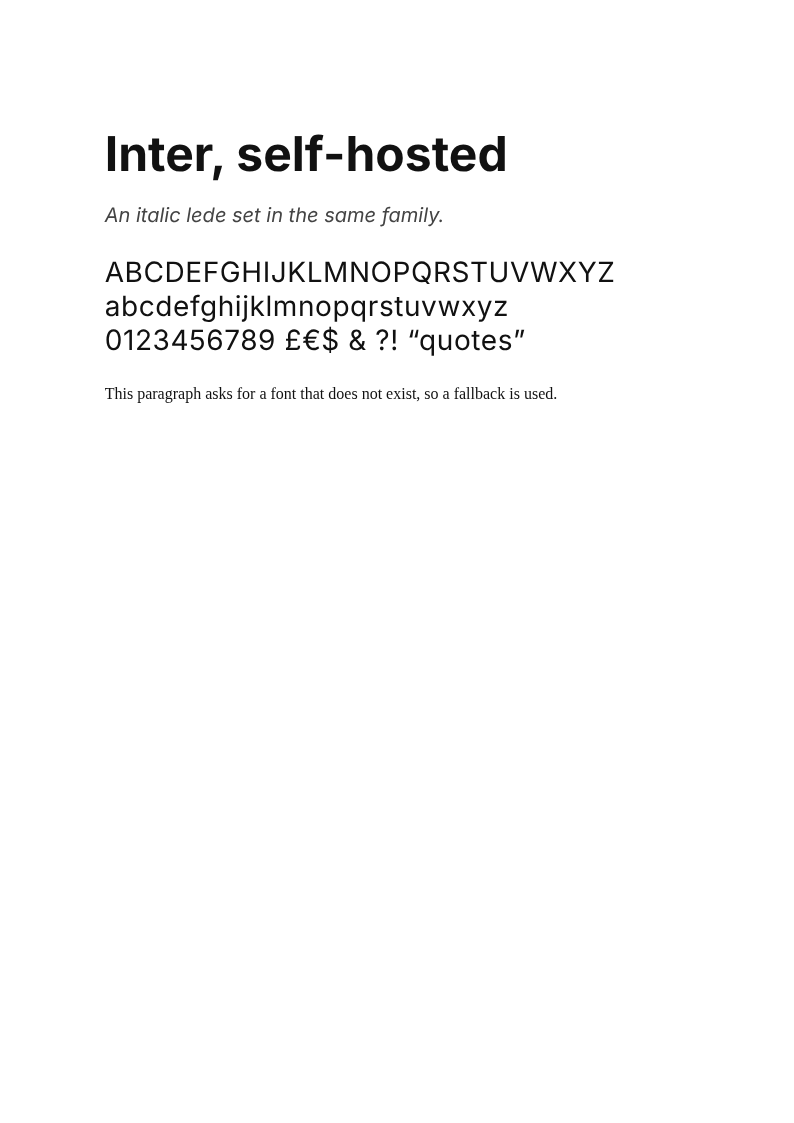 Inter, self-hosted
An italic lede set in the same family.
ABCDEFGHIJKLMNOPQRSTUVWXYZ
abcdefghijklmnopqrstuvwxyz
0123456789 £€$ & ?! “quotes”
This paragraph asks for a font that does not exist, so a fallback is used.